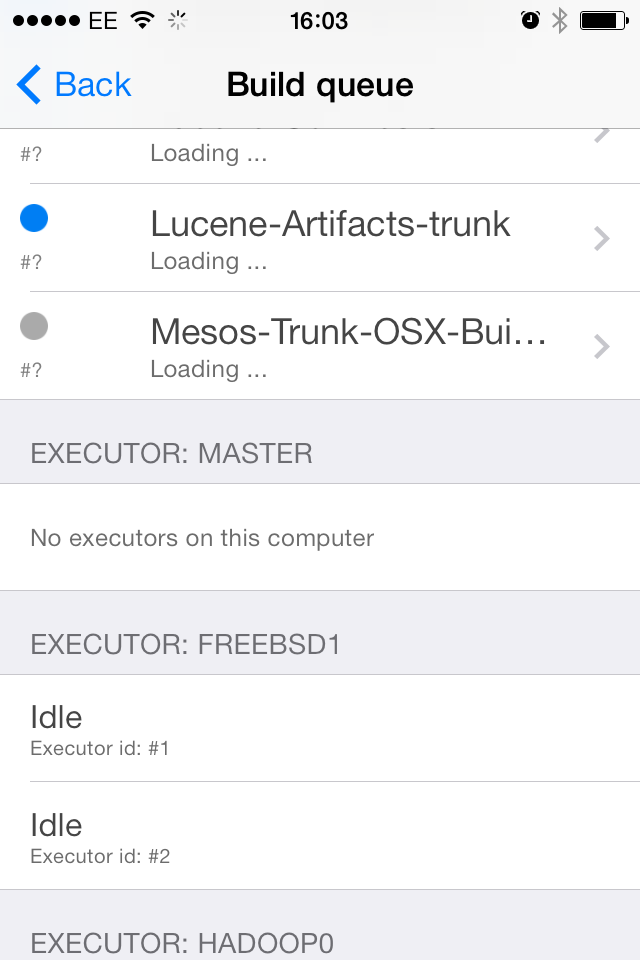 EE 16:03
Back Build queue
#? Loading ...
Lucene-Artifacts-trunk
#? Loading ...
Mesos-Trunk-OSX-Bui...
#? Loading ...
EXECUTOR: MASTER
No executors on this computer
EXECUTOR: FREEBSD1
Idle
Executor id: #1
Idle
Executor id: #2
EXECUTOR: HADOOP0